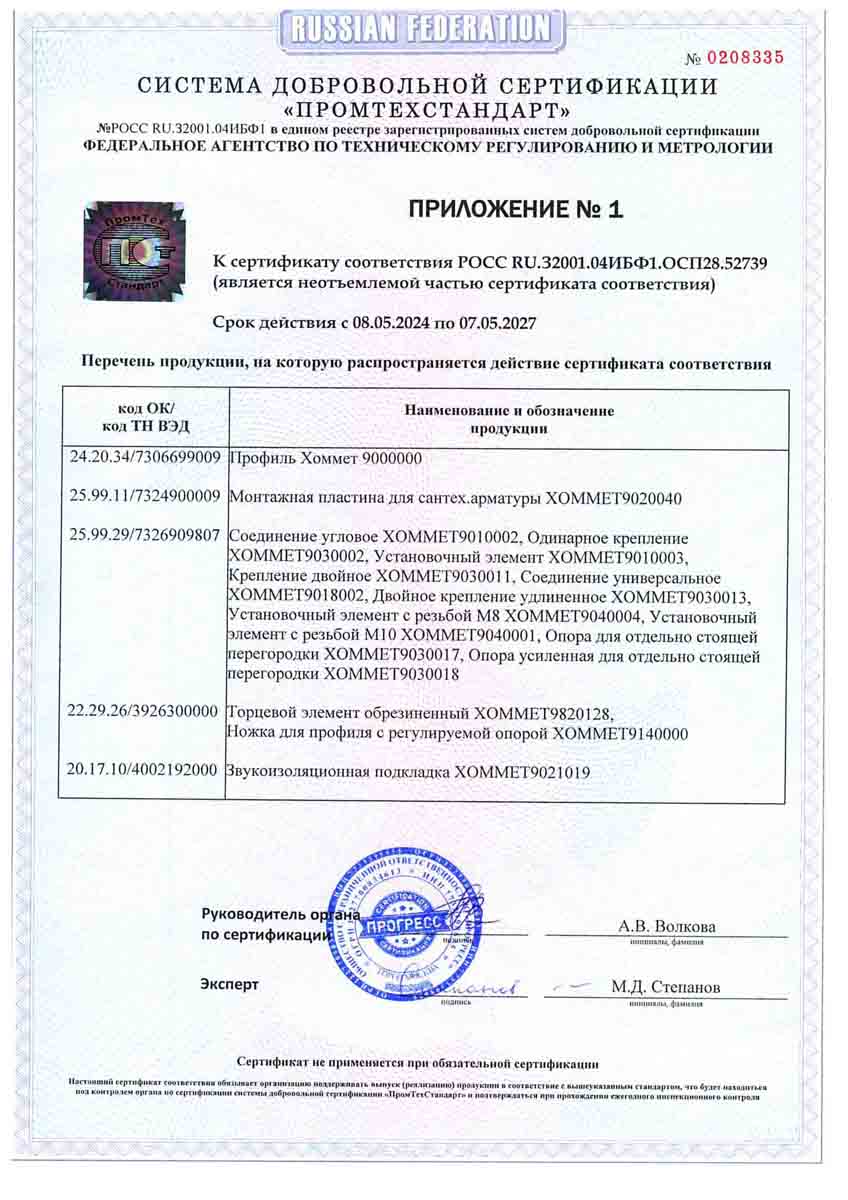 RUSSIAN FEDERATION
№ 0208335
СИСТЕМА ДОБРОВОЛЬНОЙ СЕРТИФИКАЦИИ
«ПРОМТЕХСТАНДАРТ»
№РОСС RU.32001.04ИБФ1 в едином реестре зарегистрированных систем добровольной сертификации
ФЕДЕРАЛЬНОЕ АГЕНТСТВО ПО ТЕХНИЧЕСКОМУ РЕГУЛИРОВАНИЮ И МЕТРОЛОГИИ
ПРИЛОЖЕНИЕ № 1
ПромТех
ПСТ
Стандарт
К сертификату соответствия РОСС RU.32001.04ИБФ1.ОСП28.52739
(является неотъемлемой частью сертификата соответствия)
Срок действия с 08.05.2024 по 07.05.2027
Перечень продукции, на которую распространяется действие сертификата соответствия
код ОК/
код ТН ВЭД
Наименование и обозначение
продукции
24.20.34/7306699009 Профиль Хоммет 9000000
25.99.11/7324900009 Монтажная пластина для сантех.арматуры ХОММЕТ9020040
25.99.29/7326909807 Соединение угловое ХОММЕТ9010002, Одинарное крепление
ХОММЕТ9030002, Установочный элемент ХОММЕТ9010003,
Крепление двойное ХОММЕТ9030011, Соединение универсальное
ХОММЕТ9018002, Двойное крепление удлиненное ХОММЕТ9030013,
Установочный элемент с резьбой М8 ХОММЕТ9040004, Установочный
элемент с резьбой М10 ХОММЕТ9040001, Опора для отдельно стоящей
перегородки ХОММЕТ9030017, Опора усиленная для отдельно стоящей
перегородки ХОММЕТ9030018
22.29.26/3926300000 Торцевой элемент обрезиненный ХОММЕТ9820128,
Ножка для профиля с регулируемой опорой ХОММЕТ9140000
20.17.10/4002192000 Звукоизоляционная подкладка ХОММЕТ9021019
Руководитель органа
по сертификации
ПРОГРЕСС
CERTIFICATION
подпись
А.В. Волкова
инициалы, фамилия
Эксперт
подпись
М.Д. Степанов
инициалы, фамилия
Сертификат не применяется при обязательной сертификации
Настоящий сертификат соответствия обязывает организацию поддерживать выпуск (реализацию) продукции в соответствие с вышеуказанным стандартом, что будет находиться
под контролем органа по сертификации системы добровольной сертификации «ПромТехСтандарт» и подтверждаться при прохождении ежегодного инспекционного контроля